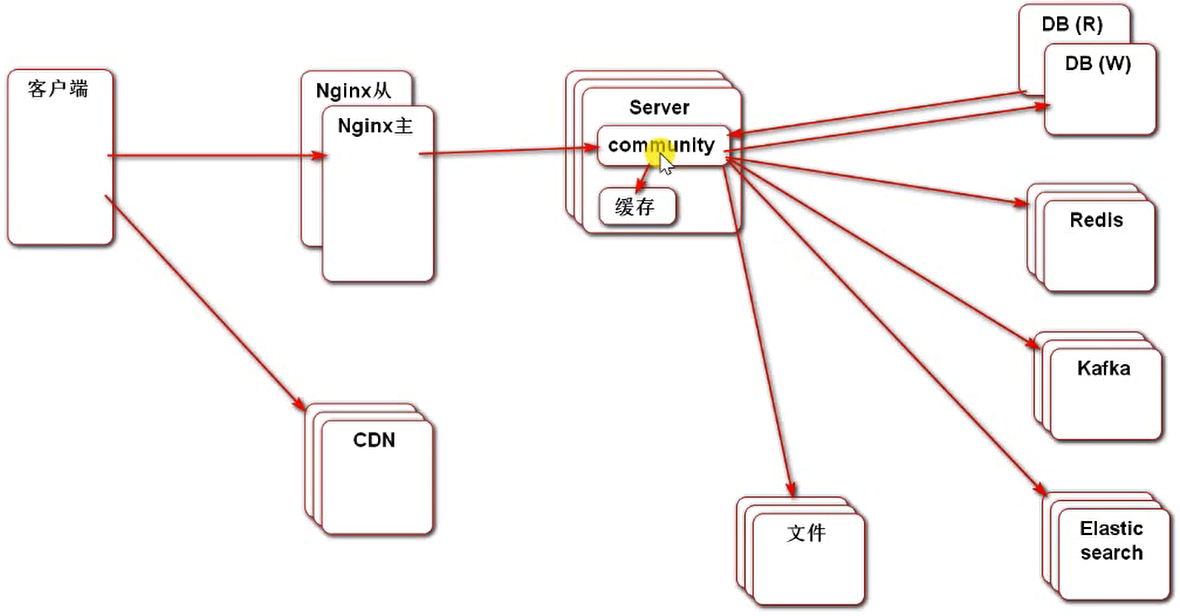 客户端
Nginx从
Nginx主
Server
community
缓存
DB (R)
DB (W)
Redis
Kafka
Elastic
search
文件
CDN